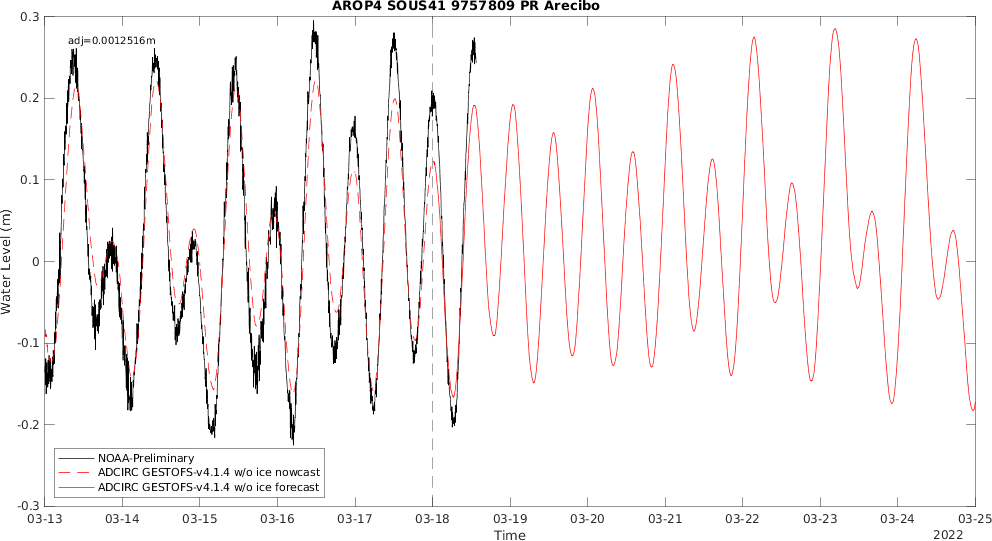 AROP4 SOUS41 9757809 PR Arecibo
adj=0.0012516m
0.3
0.2
0.1
0
-0.1
-0.2
-0.3
Water Level (m)
NOAA-Preliminary
ADCIRC GESTOFS-v4.1.4 w/o ice nowcast
ADCIRC GESTOFS-v4.1.4 w/o ice forecast
03-13 03-14 03-15 03-16 03-17 03-18 03-19 03-20 03-21 03-22 03-23 03-24 03-25
Time
2022